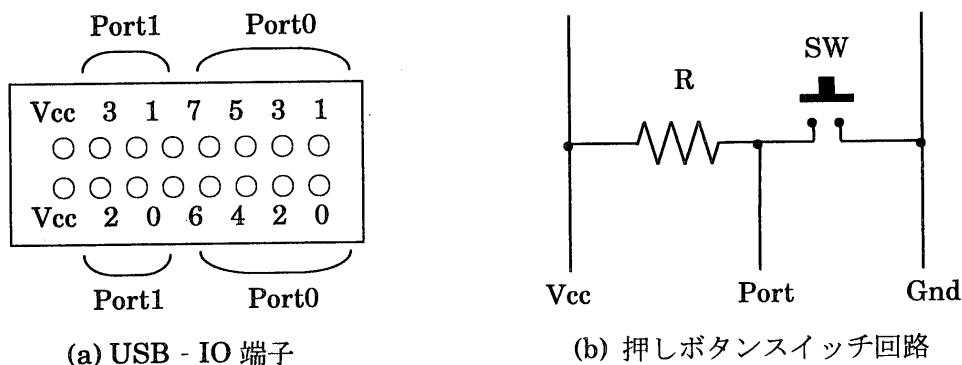 Port1 Port0
Vcc 3 1 7 5 3 1
Vcc 2 0 6 4 2 0
Port1 Port0
(a) USB - IO 端子
SW
R
Vcc Port Gnd
(b) 押しボタンスイッチ回路